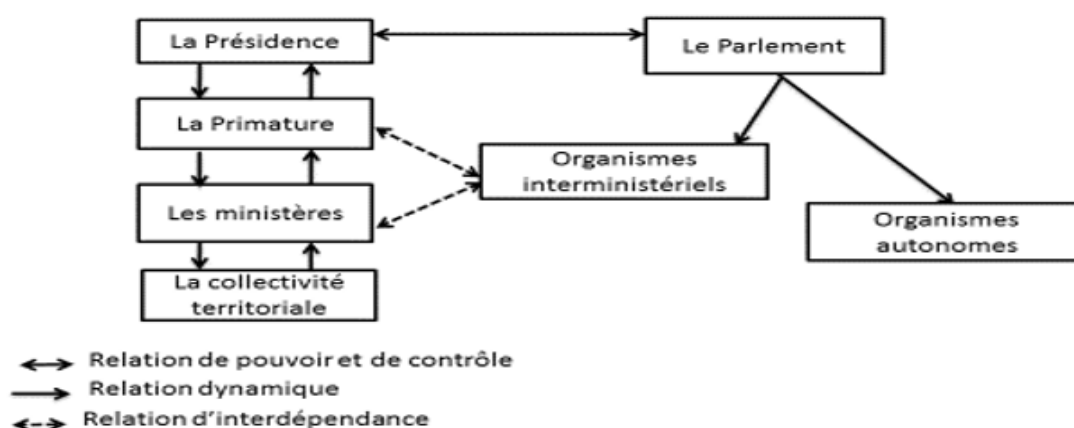 La Présidence
Le Parlement
La Primature
Organismes
interministériels
Les ministères
Organismes
autonomes
La collectivité
territoriale
Relation de pouvoir et de contrôle
Relation dynamique
Relation d'interdépendance